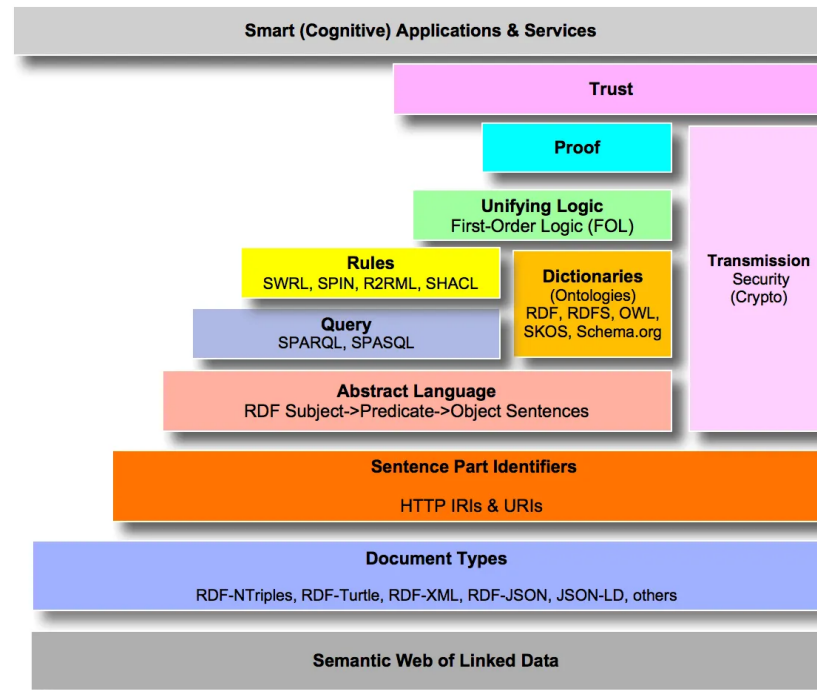 Smart (Cognitive) Applications & Services
Trust
Proof
Unifying Logic
First-Order Logic (FOL)
Rules
SWRL, SPIN, R2RML, SHACL
Dictionaries
(Ontologies)
RDF, RDFS, OWL,
SKOS, Schema.org
Transmission
Security
(Crypto)
Query
SPARQL, SPASQL
Abstract Language
RDF Subject->Predicate->Object Sentences
Sentence Part Identifiers
HTTP IRIs & URIs
Document Types
RDF-NTriples, RDF-Turtle, RDF-XML, RDF-JSON, JSON-LD, others
Semantic Web of Linked Data